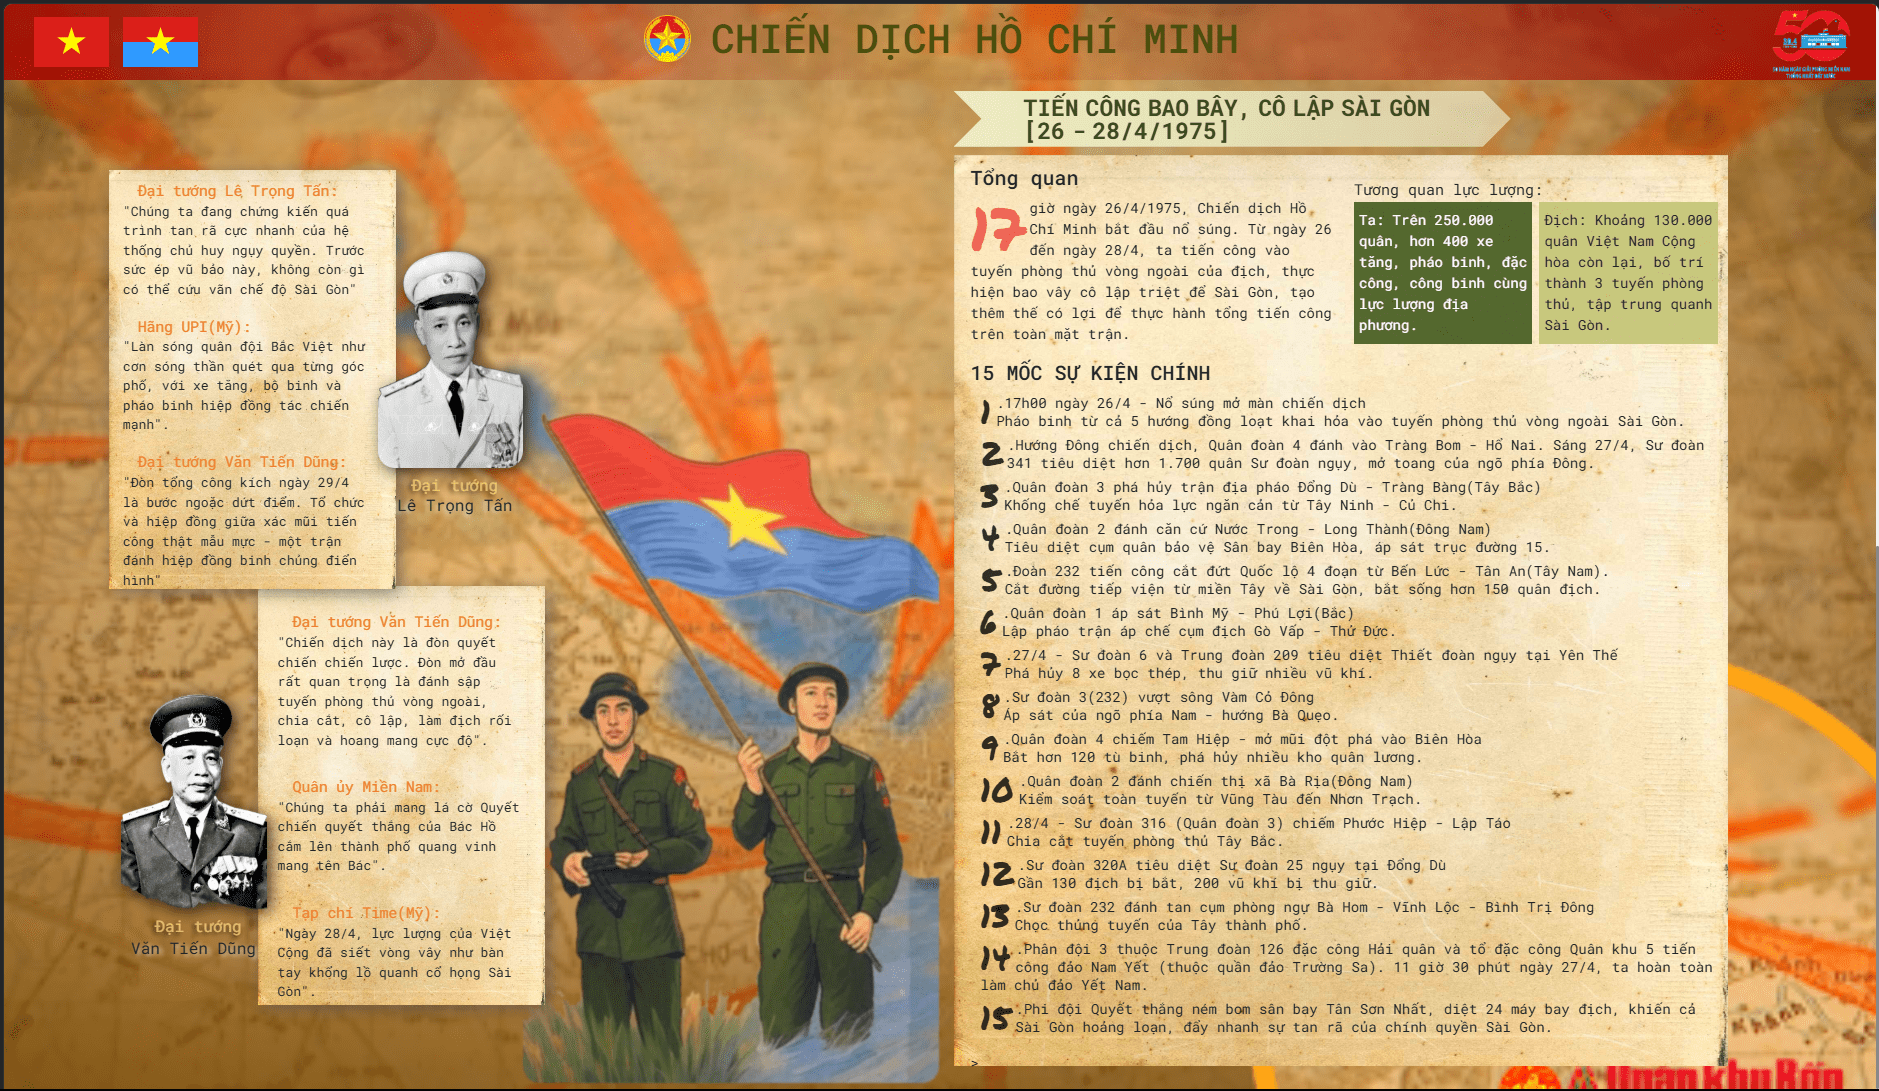 CHIẾN DỊCH HỒ CHÍ MINH
50
Đại tướng Lê Trọng Tấn:
"Chúng ta đang chứng kiến quá
trình tan rã cực nhanh của hệ
thống chủ huy ngụy quyền. Trước
sức ép vũ bão này, không còn gì
có thể cứu vãn chế độ Sài Gòn"
Hãng UPI(Mỹ):
"Làn sóng quân đội Bắc Việt như
cơn sóng thần quét qua từng góc
phố, với xe tăng, bộ binh và
pháo binh hiệp đồng tác chiến
mạnh".
Đại tướng Văn Tiến Dũng:
"Đòn tổng công kích ngày 29/4
là bước ngoặc dứt điểm. Tổ chức
và hiệp đồng giữa xác mũi tiến
công thật mẫu mực - một trận
đánh hiệp đồng binh chủng điển
hình"
Đại tướng
Lê Trọng Tấn
Đại tướng Văn Tiến Dũng:
"Chiến dịch này là đòn quyết
chiến chiến lược. Đòn mở đầu
rất quan trọng là đánh sập
tuyến phòng thủ vòng ngoài,
chia cắt, cô lập, làm địch rối
loạn và hoang mang cực độ".
Quân ủy Miền Nam:
"Chúng ta phải mang lá cờ Quyết
chiến quyết thắng của Bác Hồ
cắm lên thành phố quang vinh
mang tên Bác".
Tạp chí Time(Mỹ):
"Ngày 28/4, lực lượng của Việt
Cộng đã siết vòng vây như bàn
tay khổng lồ quanh cổ họng Sài
Gòn".
Đại tướng
Văn Tiến Dũng
TIẾN CÔNG BAO BÂY, CÔ LẬP SÀI GÒN
[26 - 28/4/1975]
Tổng quan
17 giờ ngày 26/4/1975, Chiến dịch Hồ
Chí Minh bắt đầu nổ súng. Từ ngày 26
đến ngày 28/4, ta tiến công vào
tuyến phòng thủ vòng ngoài của địch, thực
hiện bao vây cô lập triệt để Sài Gòn, tạo
thêm thế có lợi để thực hành tổng tiến công
trên toàn mặt trận.
Tương quan lực lượng:
Ta: Trên 250.000
quân, hơn 400 xe
tăng, pháo binh, đặc
công, công binh cùng
lực lượng địa
phương.
Địch: Khoảng 130.000
quân Việt Nam Cộng
hòa còn lại, bố trí
thành 3 tuyến phòng
thủ, tập trung quanh
Sài Gòn.
15 MỐC SỰ KIỆN CHÍNH
1.17h00 ngày 26/4 - Nổ súng mở màn chiến dịch
Pháo binh từ cả 5 hướng đồng loạt khai hỏa vào tuyến phòng thủ vòng ngoài Sài Gòn.
2.Hướng Đông chiến dịch, Quân đoàn 4 đánh vào Tràng Bom - Hố Nai. Sáng 27/4, Sư đoàn
341 tiêu diệt hơn 1.700 quân Sư đoàn ngụy, mở toang của ngõ phía Đông.
3.Quân đoàn 3 phá hủy trận địa pháo Đồng Dù - Tràng Bàng(Tây Bắc)
Khống chế tuyến hỏa lực ngăn cản từ Tây Ninh - Củ Chi.
4.Quân đoàn 2 đánh căn cứ Nước Trong - Long Thành(Đông Nam)
Tiêu diệt cụm quân bảo vệ Sân bay Biên Hòa, áp sát trục đường 15.
5.Đoàn 232 tiến công cắt đứt Quốc lộ 4 đoạn từ Bến Lức - Tân An(Tây Nam).
Cắt đường tiếp viện từ miền Tây về Sài Gòn, bắt sống hơn 150 quân địch.
6.Quân đoàn 1 áp sát Bình Mỹ - Phú Lợi(Bắc)
Lập pháo trận áp chế cụm địch Gò Vấp - Thử Đức.
7.27/4 - Sư đoàn 6 và Trung đoàn 209 tiêu diệt Thiết đoàn ngụy tại Yên Thế
Phá hủy 8 xe bọc thép, thu giữ nhiều vũ khí.
8.Sư đoàn 3(232) vượt sông Vàm Cỏ Đông
Áp sát của ngõ phía Nam - hướng Bà Quẹo.
9.Quân đoàn 4 chiếm Tam Hiệp - mở mũi đột phá vào Biên Hòa
Bắt hơn 120 tù binh, phá hủy nhiều kho quân lương.
10.Quân đoàn 2 đánh chiến thị xã Bà Rịa(Đông Nam)
Kiểm soát toàn tuyến từ Vũng Tàu đến Nhơn Trạch.
11.28/4 - Sư đoàn 316 (Quân đoàn 3) chiếm Phước Hiệp - Lập Táo
Chia cắt tuyến phòng thủ Tây Bắc.
12.Sư đoàn 320A tiêu diệt Sư đoàn 25 ngụy tại Đồng Dù
Gần 130 địch bị bắt, 200 vũ khí bị thu giữ.
13.Sư đoàn 232 đánh tan cụm phòng ngự Bà Hom - Vĩnh Lộc - Bình Trị Đông
Chọc thủng tuyến của Tây thành phố.
14.Phân đội 3 thuộc Trung đoàn 126 đặc công Hải quân và tổ đặc công Quân khu 5 tiến
công đảo Nam Yết (thuộc quần đảo Trường Sa). 11 giờ 30 phút ngày 27/4, ta hoàn toàn
làm chủ đảo Yết Nam.
15.Phi đội Quyết thắng ném bom sân bay Tân Sơn Nhất, diệt 24 máy bay địch, khiến cả
Sài Gòn hoảng loạn, đẩy nhanh sự tan rã của chính quyền Sài Gòn.
>